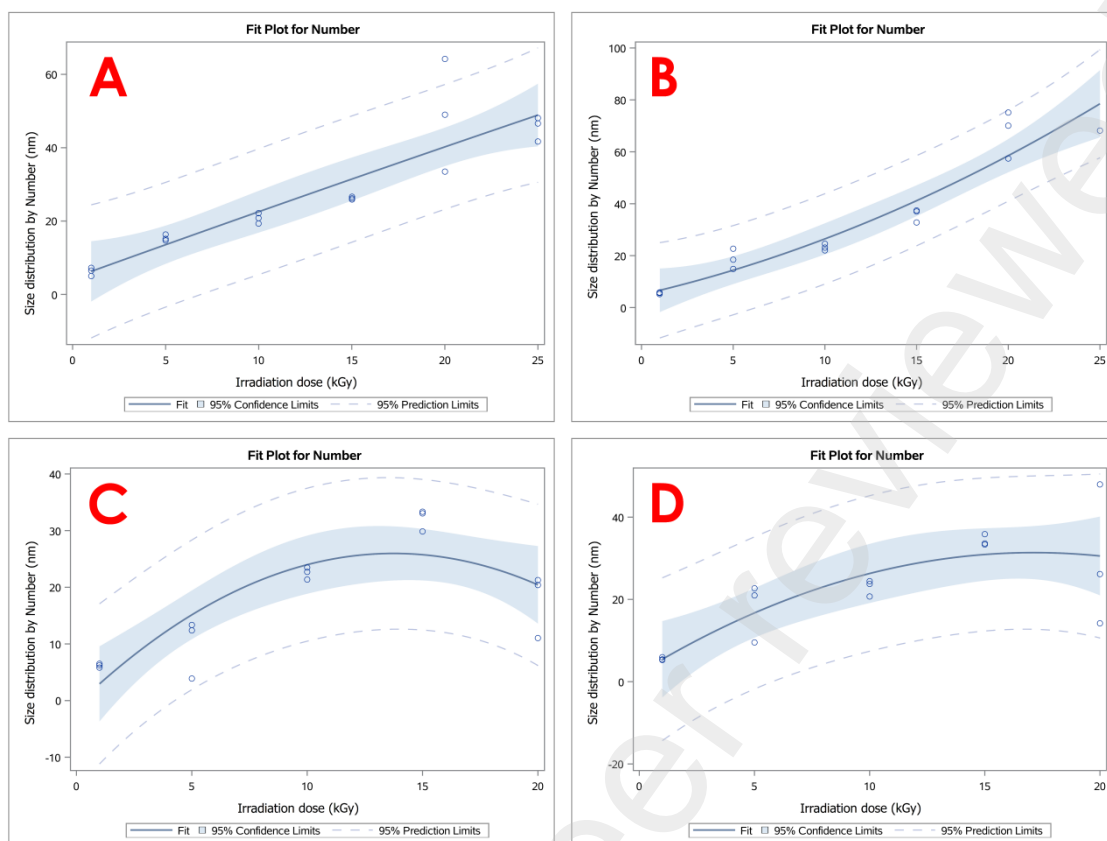 Fit Plot for Number
A
60
40
20
0
Size distribution by Number (nm)
0 5 10 15 20 25
Irradiation dose (kGy)
Fit 95% Confidence Limits 95% Prediction Limits
Fit Plot for Number
B
100
80
60
40
20
0
Size distribution by Number (nm)
0 5 10 15 20 25
Irradiation dose (kGy)
Fit 95% Confidence Limits 95% Prediction Limits
Fit Plot for Number
C
40
30
20
10
0
-10
Size distribution by Number (nm)
0 5 10 15 20
Irradiation dose (kGy)
Fit 95% Confidence Limits 95% Prediction Limits
Fit Plot for Number
D
40
20
0
-20
Size distribution by Number (nm)
0 5 10 15 20
Irradiation dose (kGy)
Fit 95% Confidence Limits 95% Prediction Limits
er reviewe